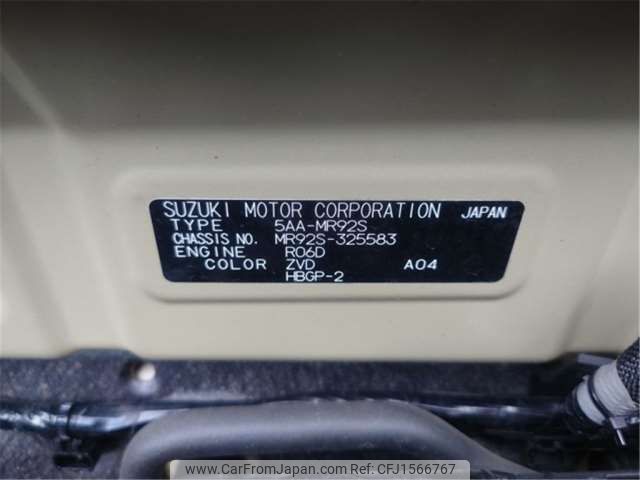 SUZUKI MOTOR CORPORATION JAPAN
TYPE 5AA-MR92S
CHASSIS NO. MR92S-325583
ENGINE R06D
COLOR ZVD A04
HBGP-2
www.CarFromJapan.com | CFJ1566767